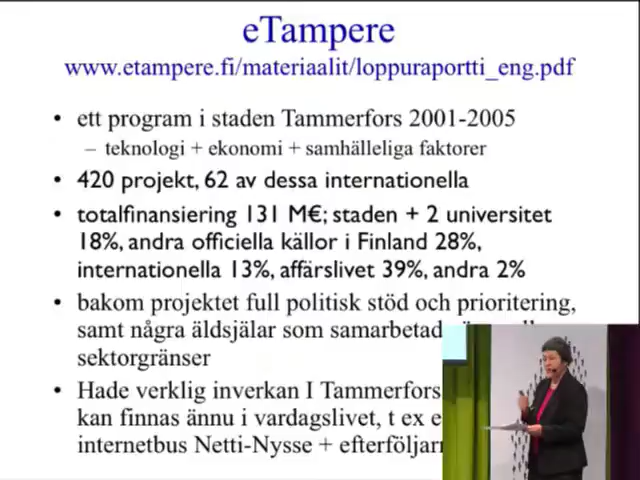 eTampere
www.etampere.fi/materiaalit/loppuraportti_eng.pdf
• ett program i staden Tammerfors 2001-2005
– teknologi + ekonomi + samhälleliga faktorer
• 420 projekt, 62 av dessa internationella
• totalfinansiering 131 M€; staden + 2 universitet
18%, andra officiella källor i Finland 28%,
internationella 13%, affärslivet 39%, andra 2%
• bakom projektet full politisk stöd och prioritering,
samt några äldsjälar som samarbetad
sektorgränser
• Hade verklig inverkan I Tammerfors
kan finnas ännu i vardagslivet, t ex e
internetbus Netti-Nysse + efterföljar